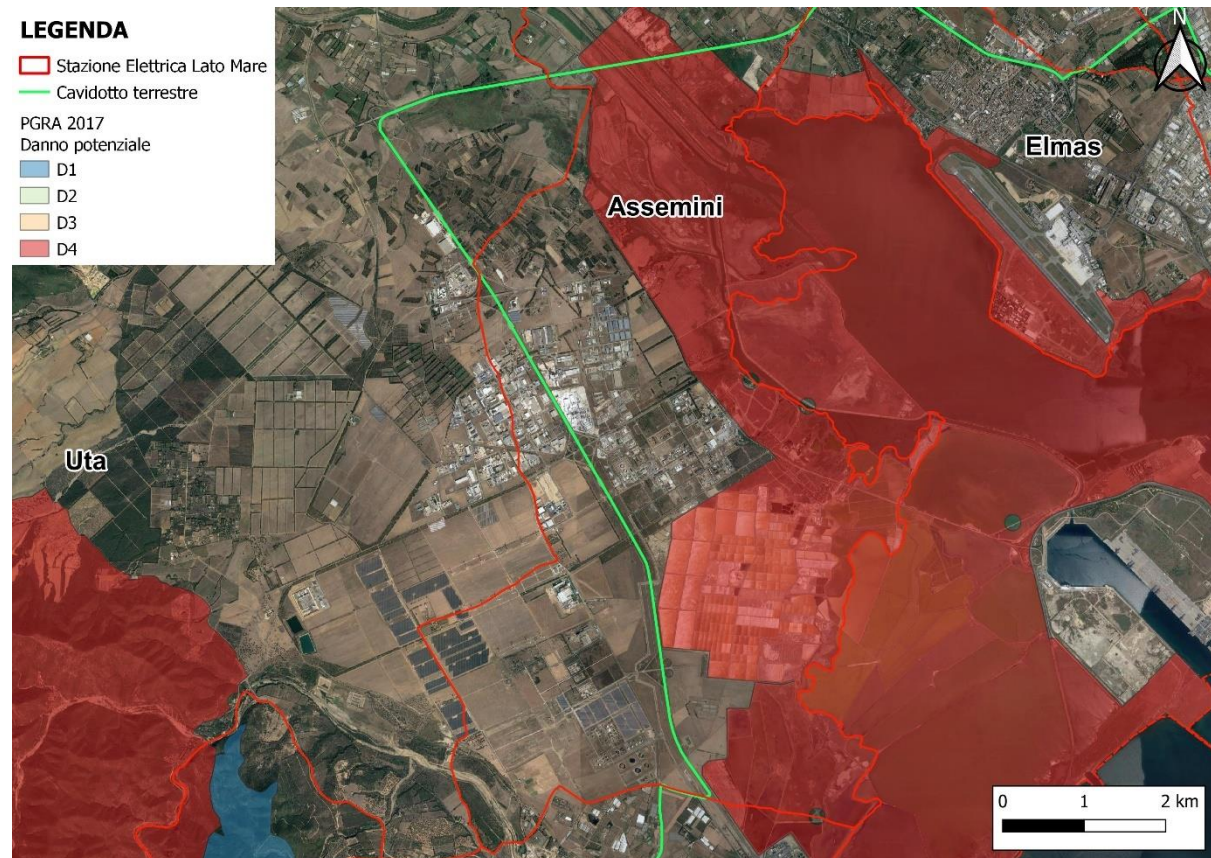 LEGENDA
Stazione Elettrica Lato Mare
Cavidotto terrestre
PGRA 2017
Danno potenziale
D1
D2
D3
D4
N
Elmas
Assemini
Uta
0 1 2 km